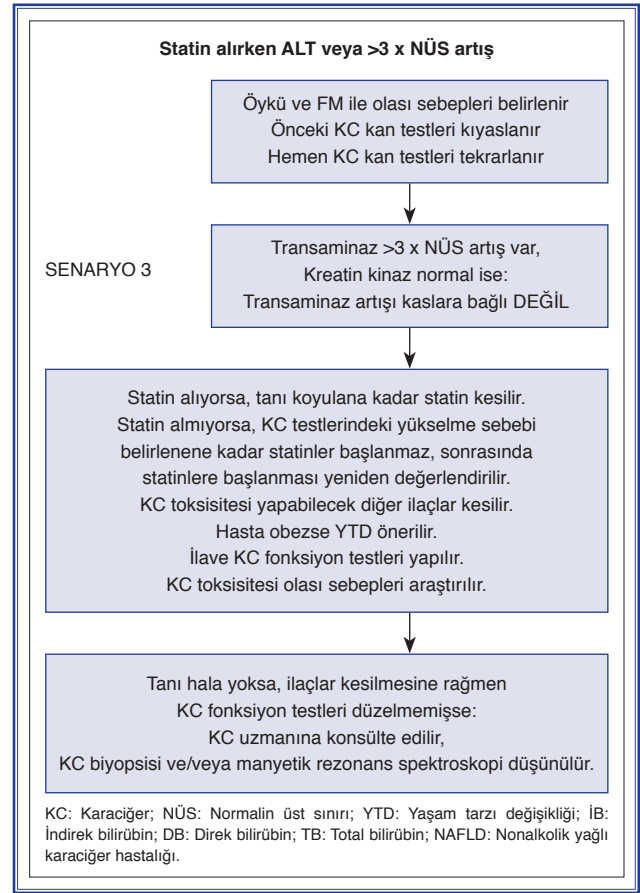 Statin alırken ALT veya >3 x NÜS artış
Öykü ve FM ile olası sebepleri belirlenir
Önceki KC kan testleri kıyaslanır
Hemen KC kan testleri tekrarlanır
SENARYO 3
Transaminaz >3 x NÜS artış var,
Kreatin kinaz normal ise:
Transaminaz artışı kaslara bağlı DEĞİL
Statin alıyorsa, tanı koyulana kadar statin kesilir.
Statin almıyorsa, KC testlerindeki yükselme sebebi
belirlenene kadar statinler başlanmaz, sonrasında
statinlere başlanması yeniden değerlendirilir.
KC toksisitesi yapabilecek diğer ilaçlar kesilir.
Hasta obezse YTD önerilir.
İlave KC fonksiyon testleri yapılır.
KC toksisitesi olası sebepleri araştırılır.
Tanı hala yoksa, ilaçlar kesilmesine rağmen
KC fonksiyon testleri düzelmemişse:
KC uzmanına konsülte edilir,
KC biyopsisi ve/veya manyetik rezonans spektroskopi düşünülür.
KC: Karaciğer; NÜS: Normalin üst sınırı; YTD: Yaşam tarzı değişikliği; İB:
İndirek bilirübin; DB: Direk bilirübin; TB: Total bilirübin; NAFLD: Nonalkolik yağlı
karaciğer hastalığı.